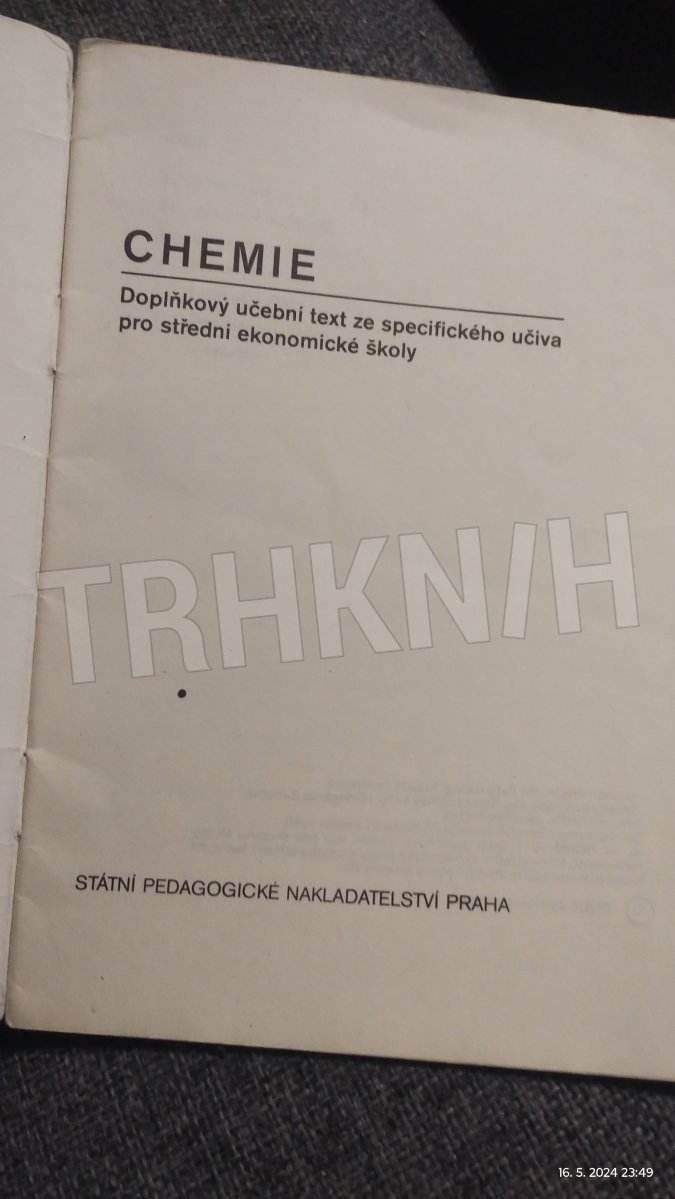 CHEMIE
Doplňkový učební text ze specifického učiva
pro střední ekonomické školy
TRHKN/H
STÁTNÍ PEDAGOGICKÉ NAKLADATELSTVÍ PRAHA
16. 5. 2024 23:49